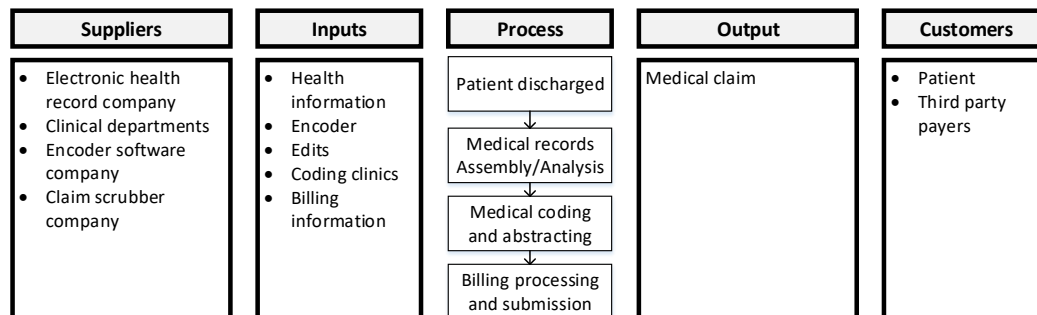 Suppliers
Electronic health
record company
Clinical departments
Encoder software
company
Claim scrubber
company
Inputs
Health
information
Encoder
Edits
Coding clinics
Billing
information
Process
Patient discharged
Medical records
Assembly/Analysis
Medical coding
and abstracting
Billing processing
and submission
Output
Medical claim
Customers
Patient
Third party
payers